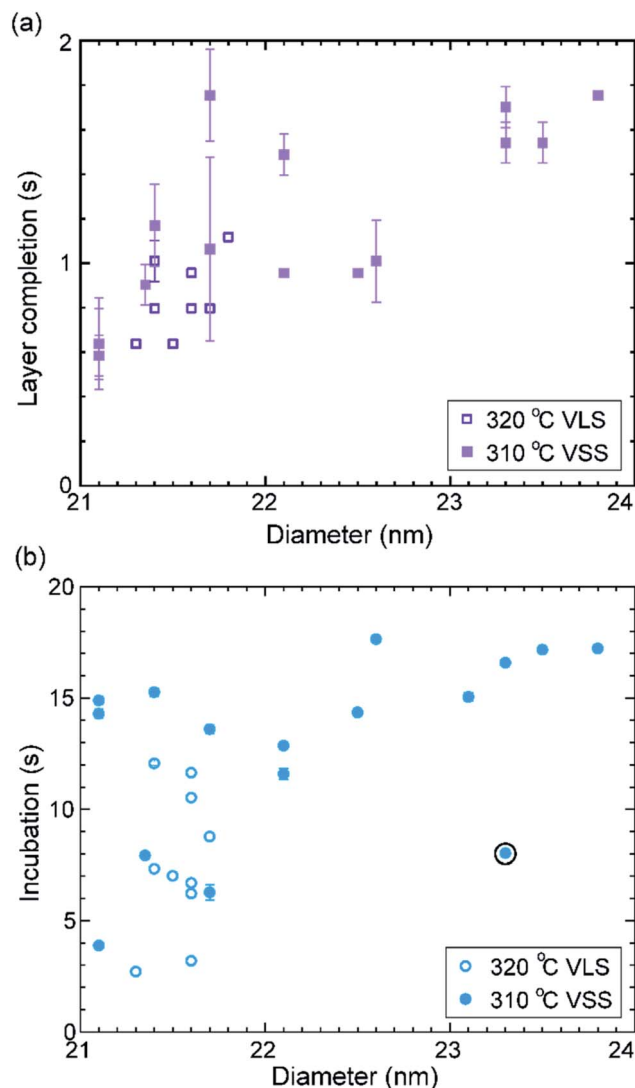 (a)
2
1
0
Layer completion (s)
320 °C VLS
310 °C VSS
21 22 23 24
Diameter (nm)
(b)
20
15
10
5
0
Incubation (s)
320 °C VLS
310 °C VSS
21 22 23 24
Diameter (nm)